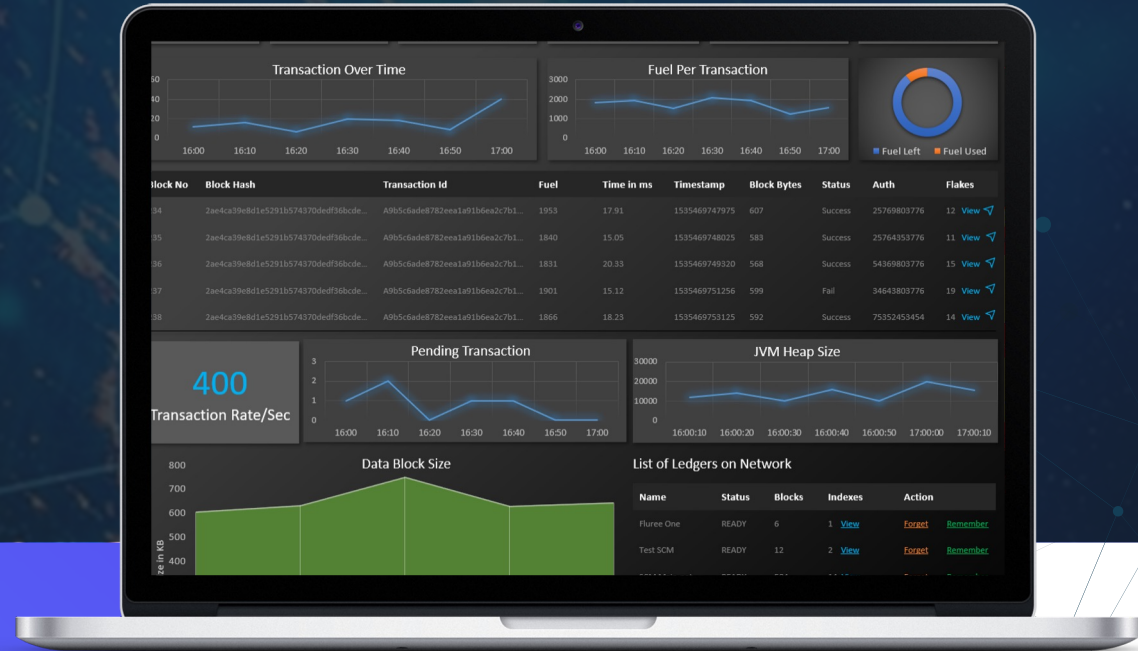 Transaction Over Time
60
40
20
0
16:00 16:10 16:20 16:30 16:40 16:50 17:00
Fuel Per Transaction
3000
2000
1000
0
16:00 16:10 16:20 16:30 16:40 16:50 17:00
Fuel Left Fuel Used
Block No Block Hash Transaction Id Fuel Time in ms Timestamp Block Bytes Status Auth Flakes
234 2ae4ca39e8d1e5291b574370dedf36bcde... A9b5c6ade8782eea1a91b6ea2c7b1... 1953 17.91 1535469747975 607 Success 25769803776 12 View
235 2ae4ca39e8d1e5291b574370dedf36bcde... A9b5c6ade8782eea1a91b6ea2c7b1... 1840 15.05 1535469748025 583 Success 25764353776 11 View
236 2ae4ca39e8d1e5291b574370dedf36bcde... A9b5c6ade8782eea1a91b6ea2c7b1... 1831 20.33 1535469749320 568 Success 54369803776 15 View
237 2ae4ca39e8d1e5291b574370dedf36bcde... A9b5c6ade8782eea1a91b6ea2c7b1... 1901 15.12 1535469751256 599 Fail 34643803776 19 View
238 2ae4ca39e8d1e5291b574370dedf36bcde... A9b5c6ade8782eea1a91b6ea2c7b1... 1866 18.23 1535469753125 592 Success 75352453454 14 View
400
Transaction Rate/Sec
Pending Transaction
3
2
1
0
16:00 16:10 16:20 16:30 16:40 16:50 17:00
JVM Heap Size
30000
20000
10000
0
16:00:10 16:00:20 16:00:30 16:00:40 16:00:50 17:00:00 17:00:10
Data Block Size
800
700
600
500
400
ze in KB
List of Ledgers on Network
Name Status Blocks Indexes Action
Fluree One READY 6 1 View Forget Remember
Test SCM READY 12 2 View Forget Remember